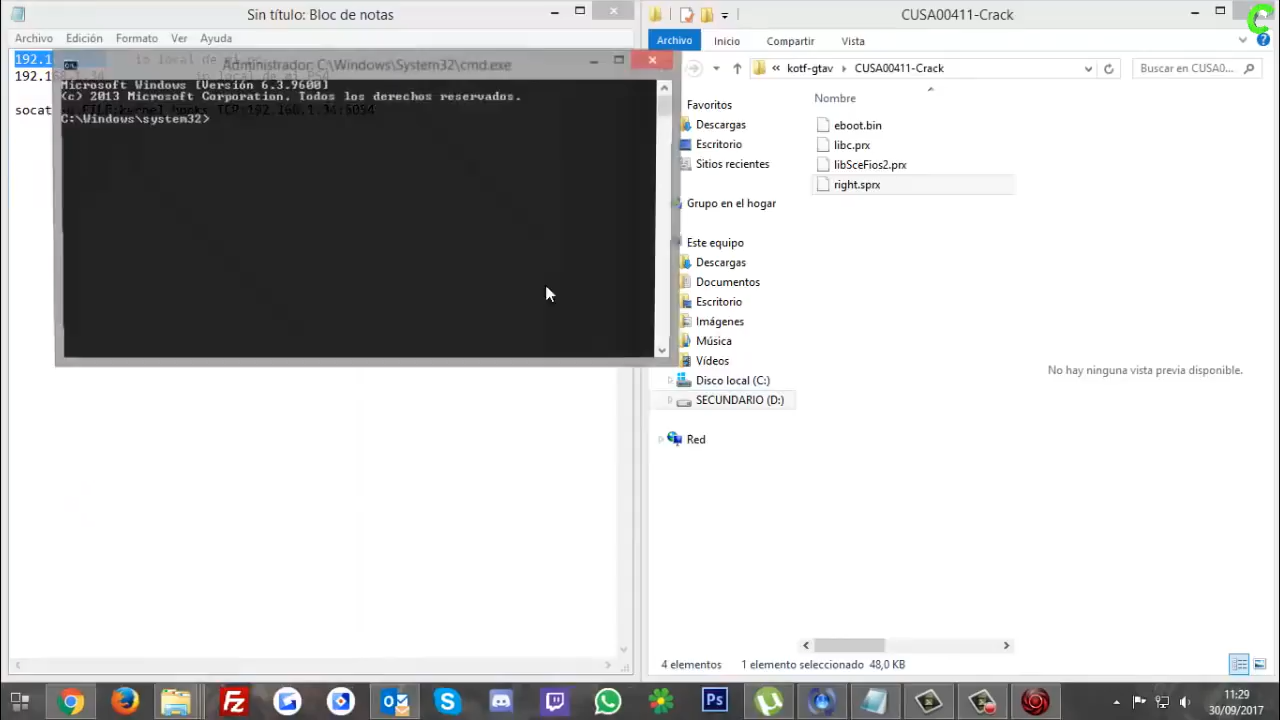 Sin título: Bloc de notas
Archivo Edición Formato Ver Ayuda
192.1 ip local de mi
192.
Administrador: C:\Windows\System32\cmd.exe
Microsoft Windows [Versión 6.3.9600]
(c) 2013 Microsoft Corporation. Todos los derechos reservados.
C:\Windows\system32>
CUSA00411-Crack
Archivo Inicio Compartir Vista
« kotf-gtav CUSA00411-Crack
Buscar en CUSA0...
Favoritos
Descargas
Escritorio
Sitios recientes
Grupo en el hogar
Este equipo
Descargas
Documentos
Escritorio
Imágenes
Música
Vídeos
Disco local (C:)
SECUNDARIO (D:)
Red
Nombre
eboot.bin
libc.prx
libSceFios2.prx
right.sprx
No hay ninguna vista previa disponible.
4 elementos 1 elemento seleccionado 48,0 KB
Ps
11:29
30/09/2017